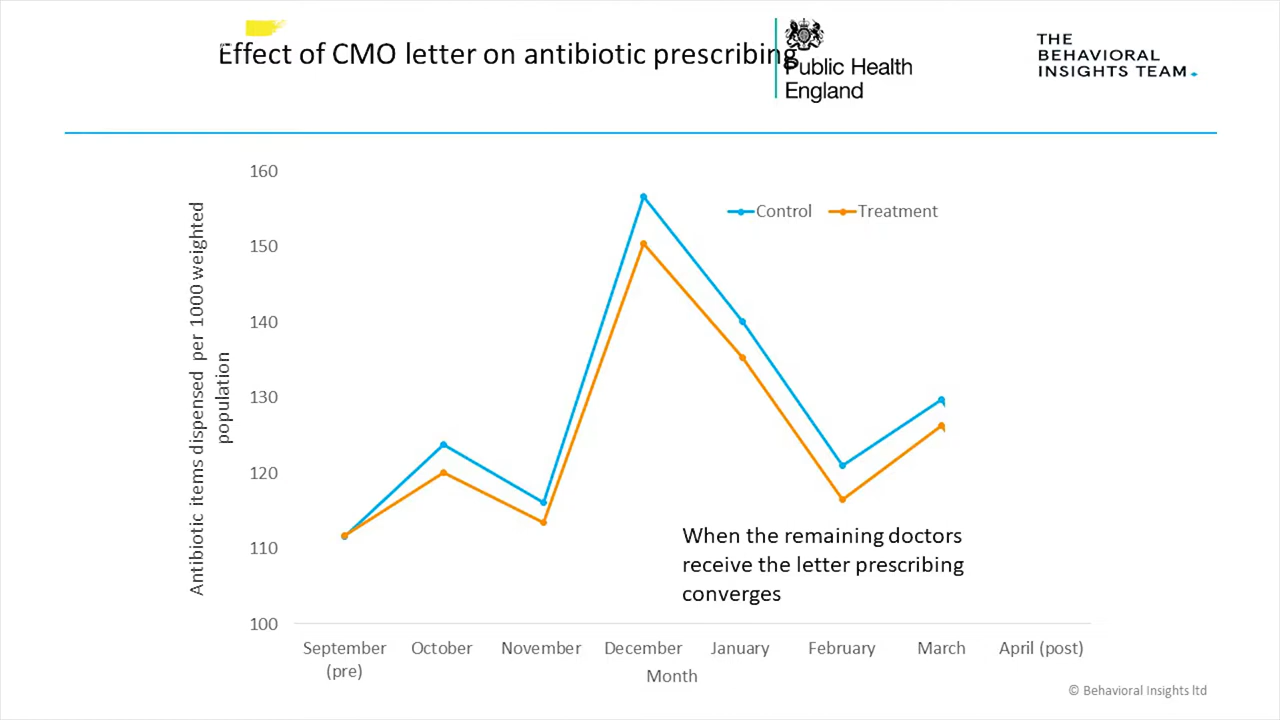 Effect of CMO letter on antibiotic prescribing
Public Health
England
THE
BEHAVIORAL
INSIGHTS TEAM
160
150
140
130
120
110
100
Antibiotic items dispensed per 1000 weighted
population
Control
Treatment
When the remaining doctors
receive the letter prescribing
converges
September
(pre)
October
November
December
January
February
March
April (post)
Month
© Behavioral Insights ltd